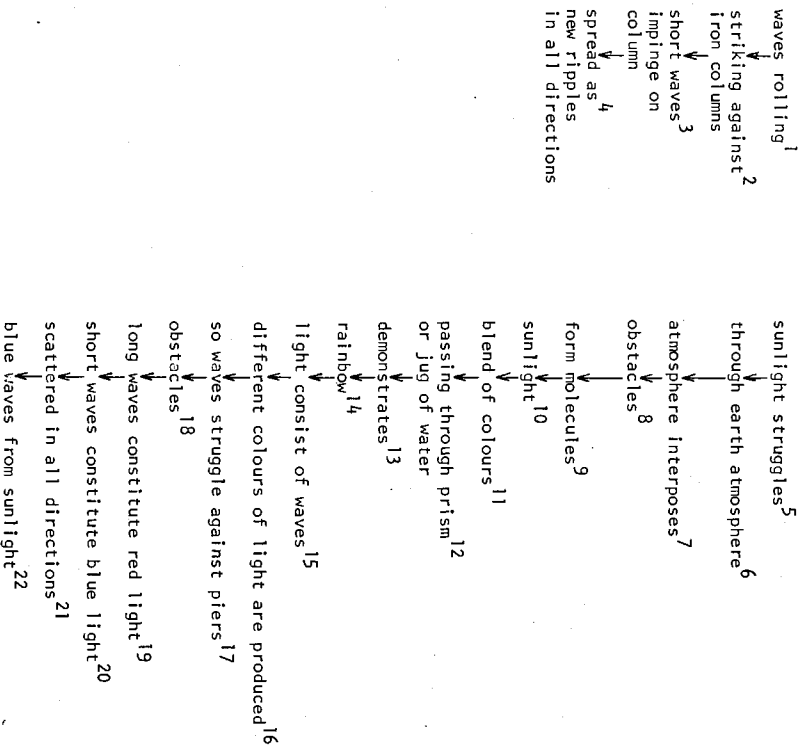 waves rolling1
striking against2
iron columns
short waves3
impinge on
column
spread as4
new ripples
in all directions
sunlight struggles5
through earth atmosphere6
atmosphere interposes7
obstacles8
form molecules9
sunlight10
blend of colours11
passing through prism12
or jug of water
demonstrates13
rainbow14
light consist of waves15
different colours of light are produced16
so waves struggle against piers17
obstacles18
long waves constitute red light19
short waves constitute blue light20
scattered in all directions21
blue waves from sunlight22